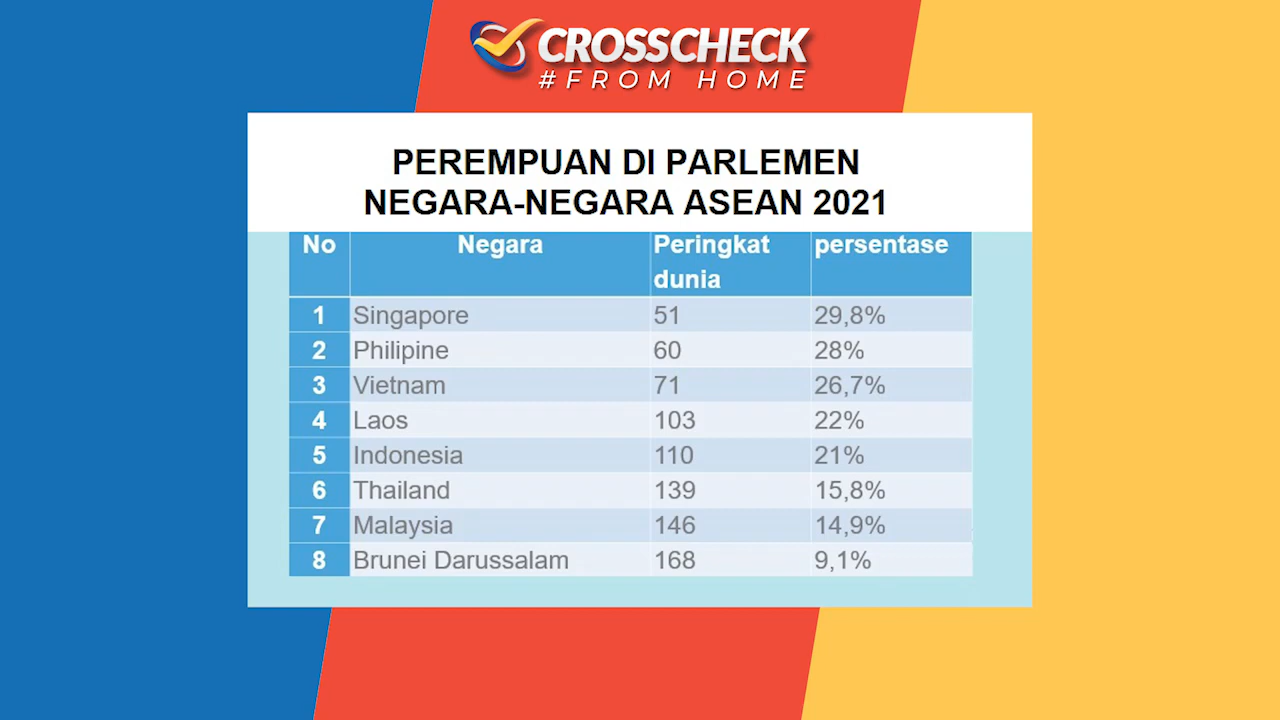 CROSSCHECK
#FROM HOME
PEREMPUAN DI PARLEMEN
NEGARA-NEGARA ASEAN 2021
No Negara Peringkat dunia persentase
1 Singapore 51 29,8%
2 Philipine 60 28%
3 Vietnam 71 26,7%
4 Laos 103 22%
5 Indonesia 110 21%
6 Thailand 139 15,8%
7 Malaysia 146 14,9%
8 Brunei Darussalam 168 9,1%